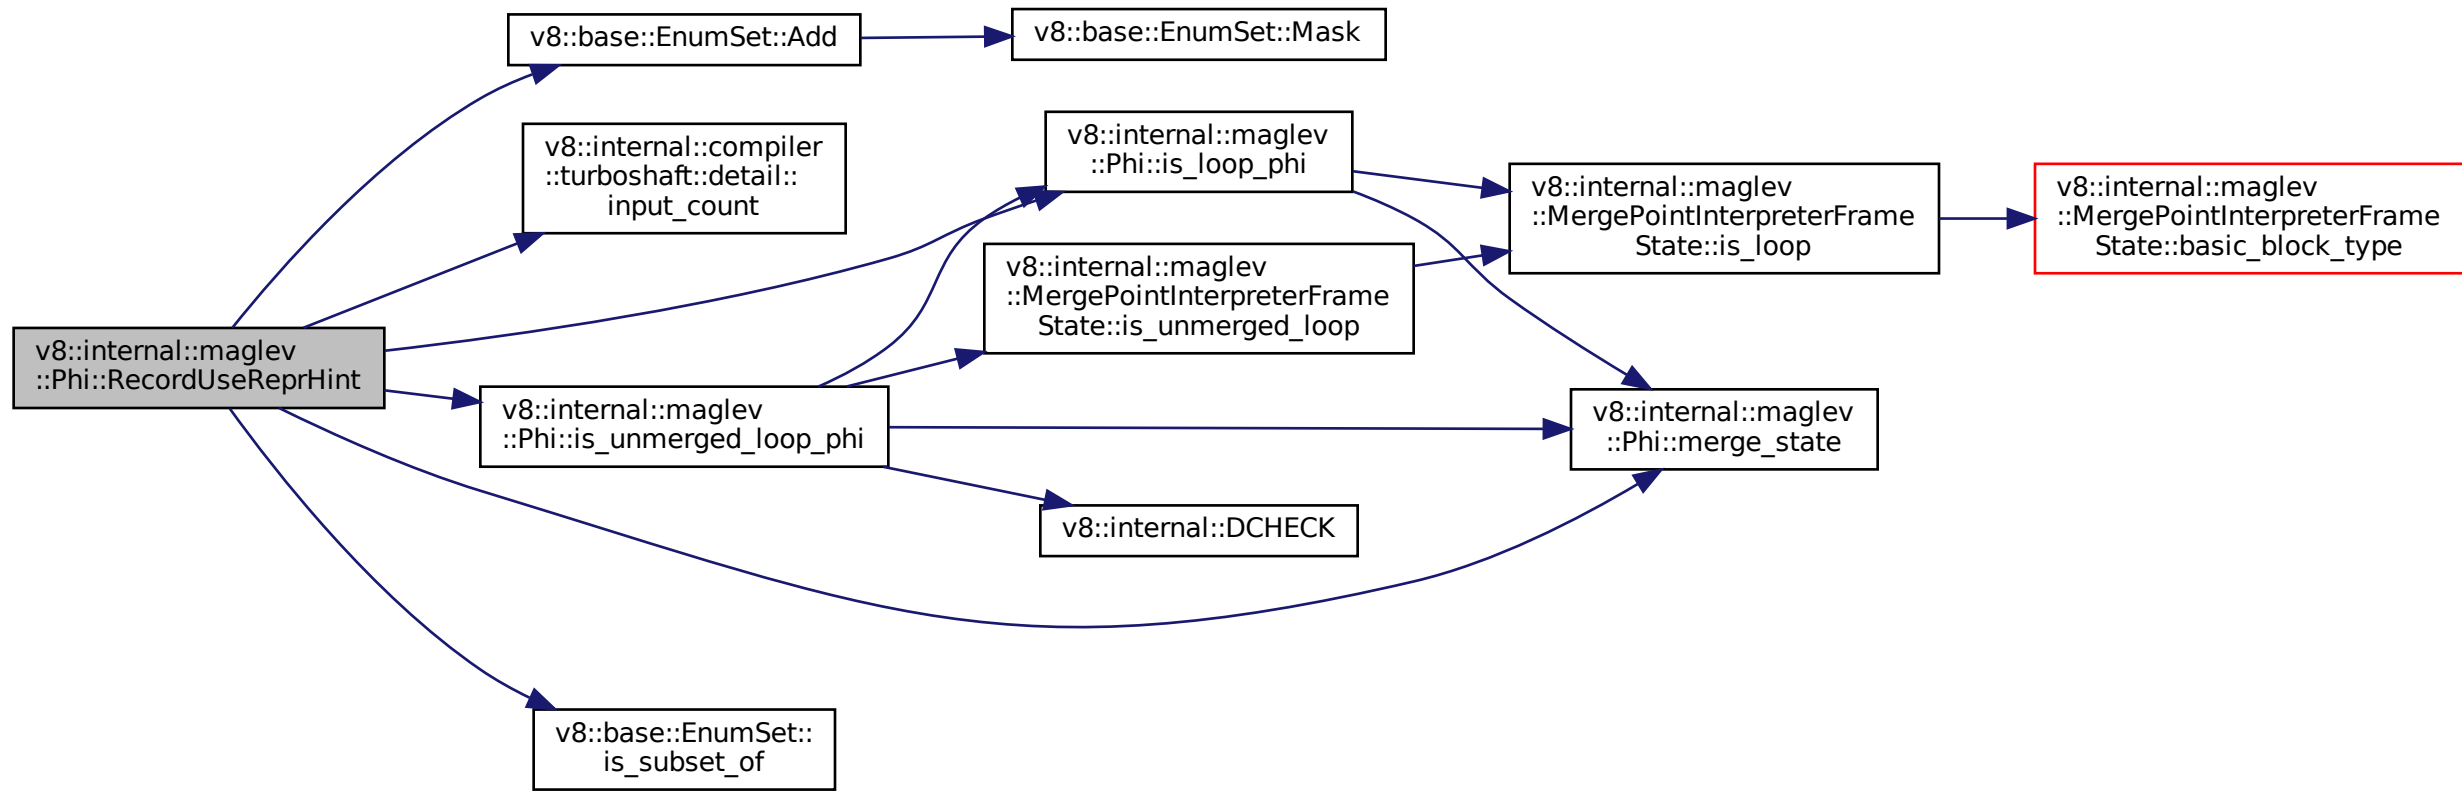 v8::base::EnumSet::Add
v8::base::EnumSet::Mask
v8::internal::compiler
::turboshaft::detail::
input_count
v8::internal::maglev
::Phi::is_loop_phi
v8::internal::maglev
::MergePointInterpreterFrame
State::is_loop
v8::internal::maglev
::MergePointInterpreterFrame
State::basic_block_type
v8::internal::maglev
::MergePointInterpreterFrame
State::is_unmerged_loop
v8::internal::maglev
::Phi::RecordUseReprHint
v8::internal::maglev
::Phi::is_unmerged_loop_phi
v8::internal::maglev
::Phi::merge_state
v8::internal::DCHECK
v8::base::EnumSet::
is_subset_of